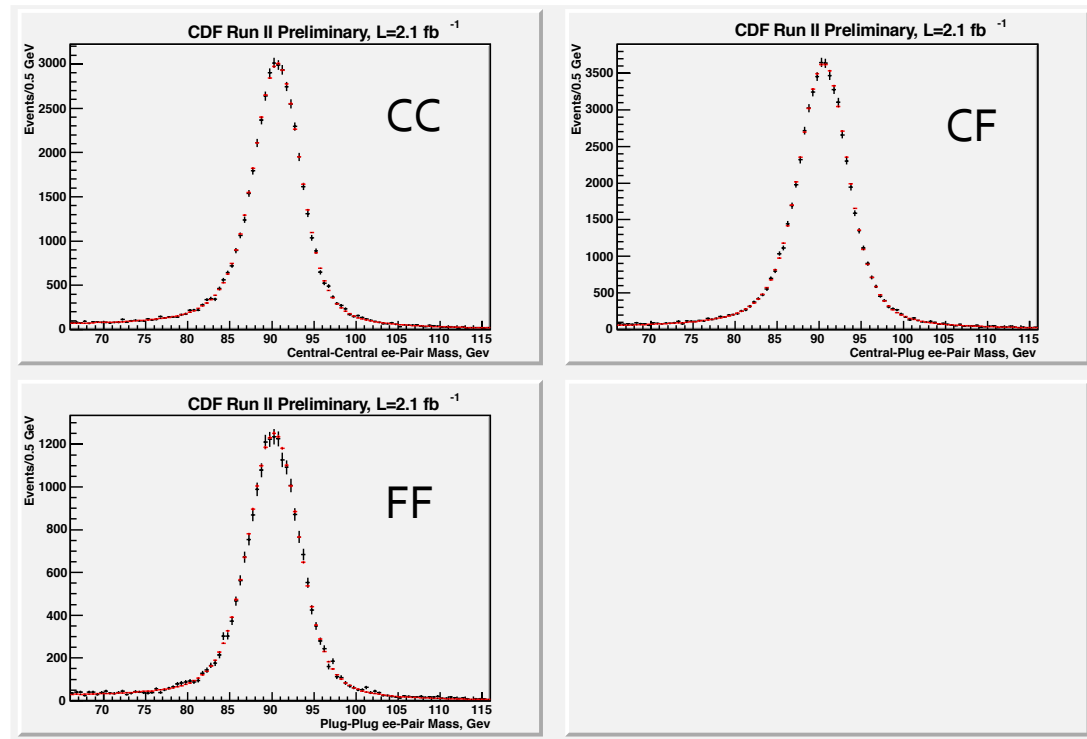 CDF Run II Preliminary, L=2.1 fb -1
Events/0.5 GeV
3000
2500
2000
1500
1000
500
0
CC
70 75 80 85 90 95 100 105 110 115
Central-Central ee-Pair Mass, Gev
CDF Run II Preliminary, L=2.1 fb -1
Events/0.5 GeV
3500
3000
2500
2000
1500
1000
500
0
CF
70 75 80 85 90 95 100 105 110 115
Central-Plug ee-Pair Mass, Gev
CDF Run II Preliminary, L=2.1 fb -1
Events/0.5 GeV
1200
1000
800
600
400
200
0
FF
70 75 80 85 90 95 100 105 110 115
Plug-Plug ee-Pair Mass, Gev